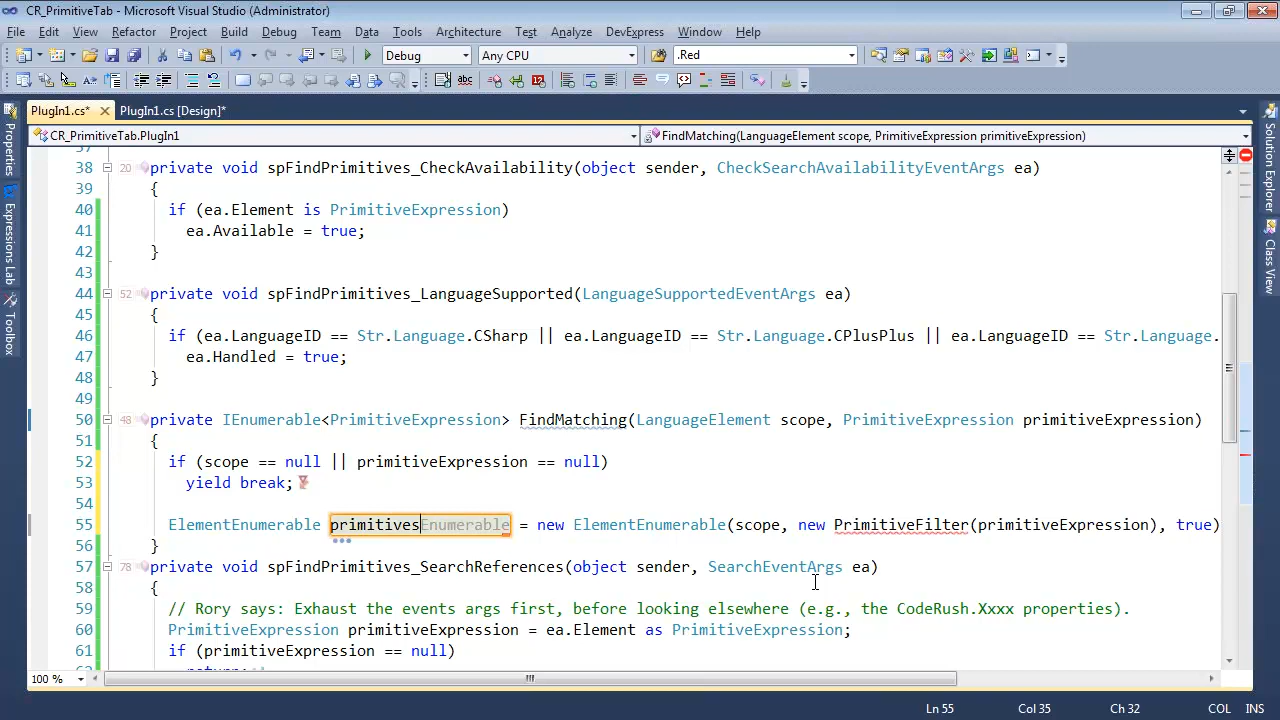 CR_PrimitiveTab - Microsoft Visual Studio (Administrator)
File Edit View Refactor Project Build Debug Team Data Tools Architecture Test Analyze DevExpress Window Help
Debug Any CPU .Red
PlugIn1.cs* PlugIn1.cs [Design]*
CR_PrimitiveTab.PlugIn1 FindMatching(LanguageElement scope, PrimitiveExpression primitiveExpression)
Properties
Expressions Lab
Toolbox
Solution Explorer
Class View
37
38 20 private void spFindPrimitives_CheckAvailability(object sender, CheckSearchAvailabilityEventArgs ea)
39 {
40 if (ea.Element is PrimitiveExpression)
41 ea.Available = true;
42 }
43
44 52 private void spFindPrimitives_LanguageSupported(LanguageSupportedEventArgs ea)
45 {
46 if (ea.LanguageID == Str.Language.CSharp || ea.LanguageID == Str.Language.CPlusPlus || ea.LanguageID == Str.Language.
47 ea.Handled = true;
48 }
49
50 48 private IEnumerable<PrimitiveExpression> FindMatching(LanguageElement scope, PrimitiveExpression primitiveExpression)
51 {
52 if (scope == null || primitiveExpression == null)
53 yield break;
54
55 ElementEnumerable primitivesEnumerable = new ElementEnumerable(scope, new PrimitiveFilter(primitiveExpression), true)
56 }
57 78 private void spFindPrimitives_SearchReferences(object sender, SearchEventArgs ea)
58 {
59 // Rory says: Exhaust the events args first, before looking elsewhere (e.g., the CodeRush.Xxxx properties).
60 PrimitiveExpression primitiveExpression = ea.Element as PrimitiveExpression;
61 if (primitiveExpression == null)
62 return;
100 %
Ln 55 Col 35 Ch 32 COL INS